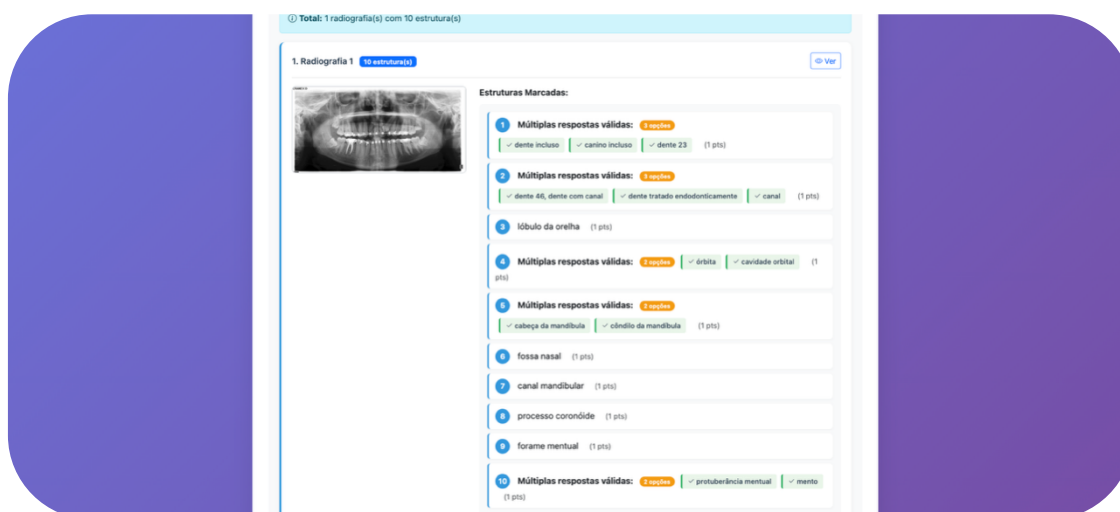 Total: 1 radiografia(s) com 10 estrutura(s)
1. Radiografia 1 10 estrutura(s) Ver
Estruturas Marcadas:
1 Múltiplas respostas válidas: 3 opções
✓ dente incluso ✓ canino incluso ✓ dente 23 (1 pts)
2 Múltiplas respostas válidas: 3 opções
✓ dente 46, dente com canal ✓ dente tratado endodonticamente ✓ canal (1 pts)
3 lóbulo da orelha (1 pts)
4 Múltiplas respostas válidas: 2 opções ✓ órbita ✓ cavidade orbital (1
pts)
5 Múltiplas respostas válidas: 2 opções
✓ cabeça da mandíbula ✓ côndilo da mandíbula (1 pts)
6 fossa nasal (1 pts)
7 canal mandibular (1 pts)
8 processo coronóide (1 pts)
9 forame mentual (1 pts)
10 Múltiplas respostas válidas: 2 opções ✓ protuberância mentual ✓ mento
(1 pts)